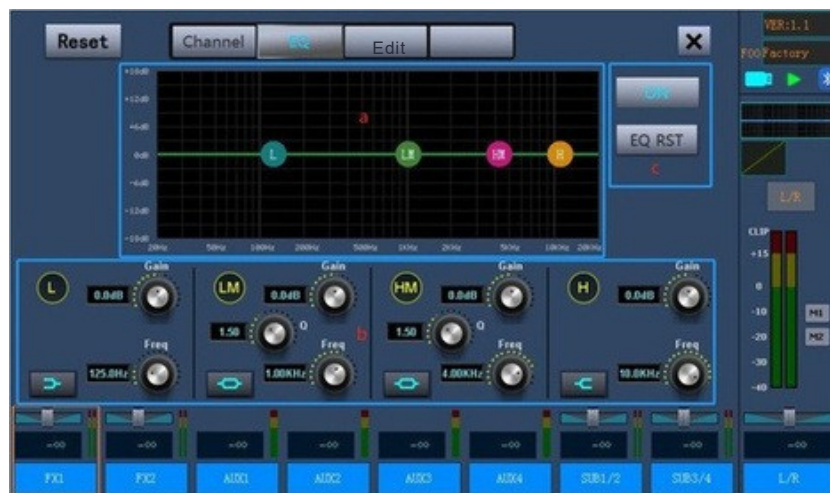 VER:1.1
Reset Channel EQ Edit
F00Factory
+18dB
ON
+12dB
a
+6dB
EQ RST
0dB L LM HM H
c
-6dB
L/R
-12dB
-18dB
20Hz 50Hz 100Hz 200Hz 500Hz 1KHz 2KHz 5KHz 10KHz 20KHz
CLIP
+15
Gain Gain Gain Gain
L LM HM H
0.0dB 0.0dB 0.0dB 0.0dB
0
1.50 Q b 1.50 Q
-10 M1
Freq Freq Freq Freq
-20 M2
125.0Hz 1.00KHz 4.00KHz 10.0KHz
-30
-40
-∞ -∞ -∞ -∞ -∞ -∞ -∞ -∞ -∞
FX1 FX2 AUX1 AUX2 AUX3 AUX4 SUB1/2 SUB3/4 L/R